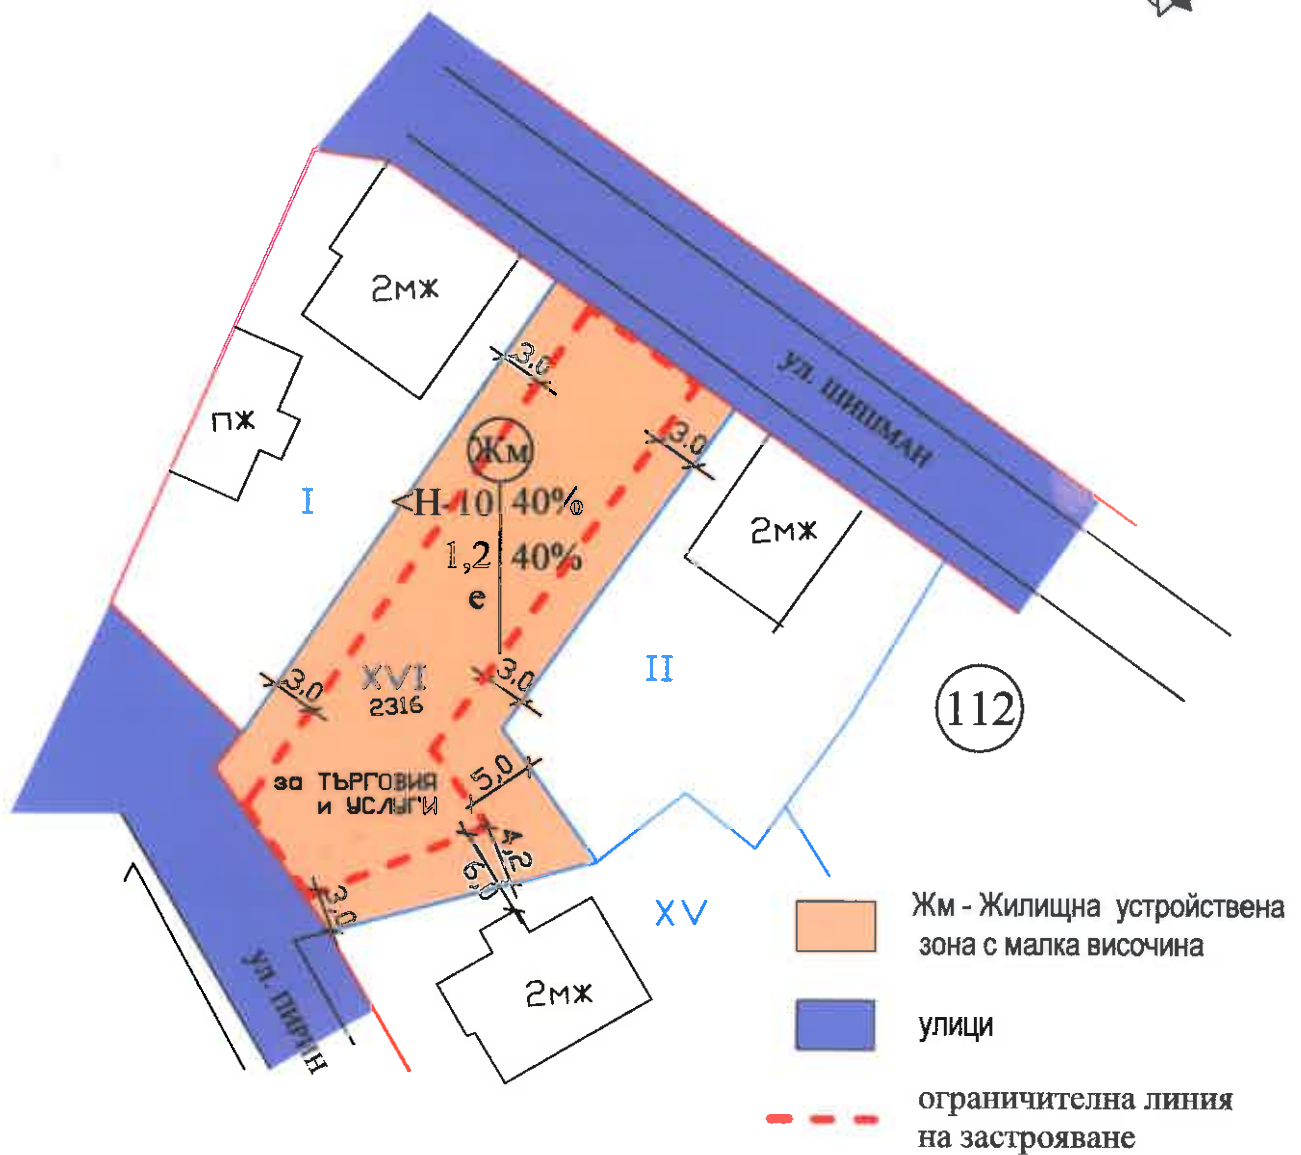 2мж
ул. ШИШМАН
3.0
пж
Жм
3.0
I
<H-10 40%
2мж
1,2 40%
е
3,0
XVI
3,0
II
2316
112
за ТЪРГОВИЯ
5,0
и УСЛУГИ
4,2
3,0
XV
Жм - Жилищна устройствена
зона с малка височина
ул. ПИРИН
2мж
улици
ограничителна линия
на застрояване